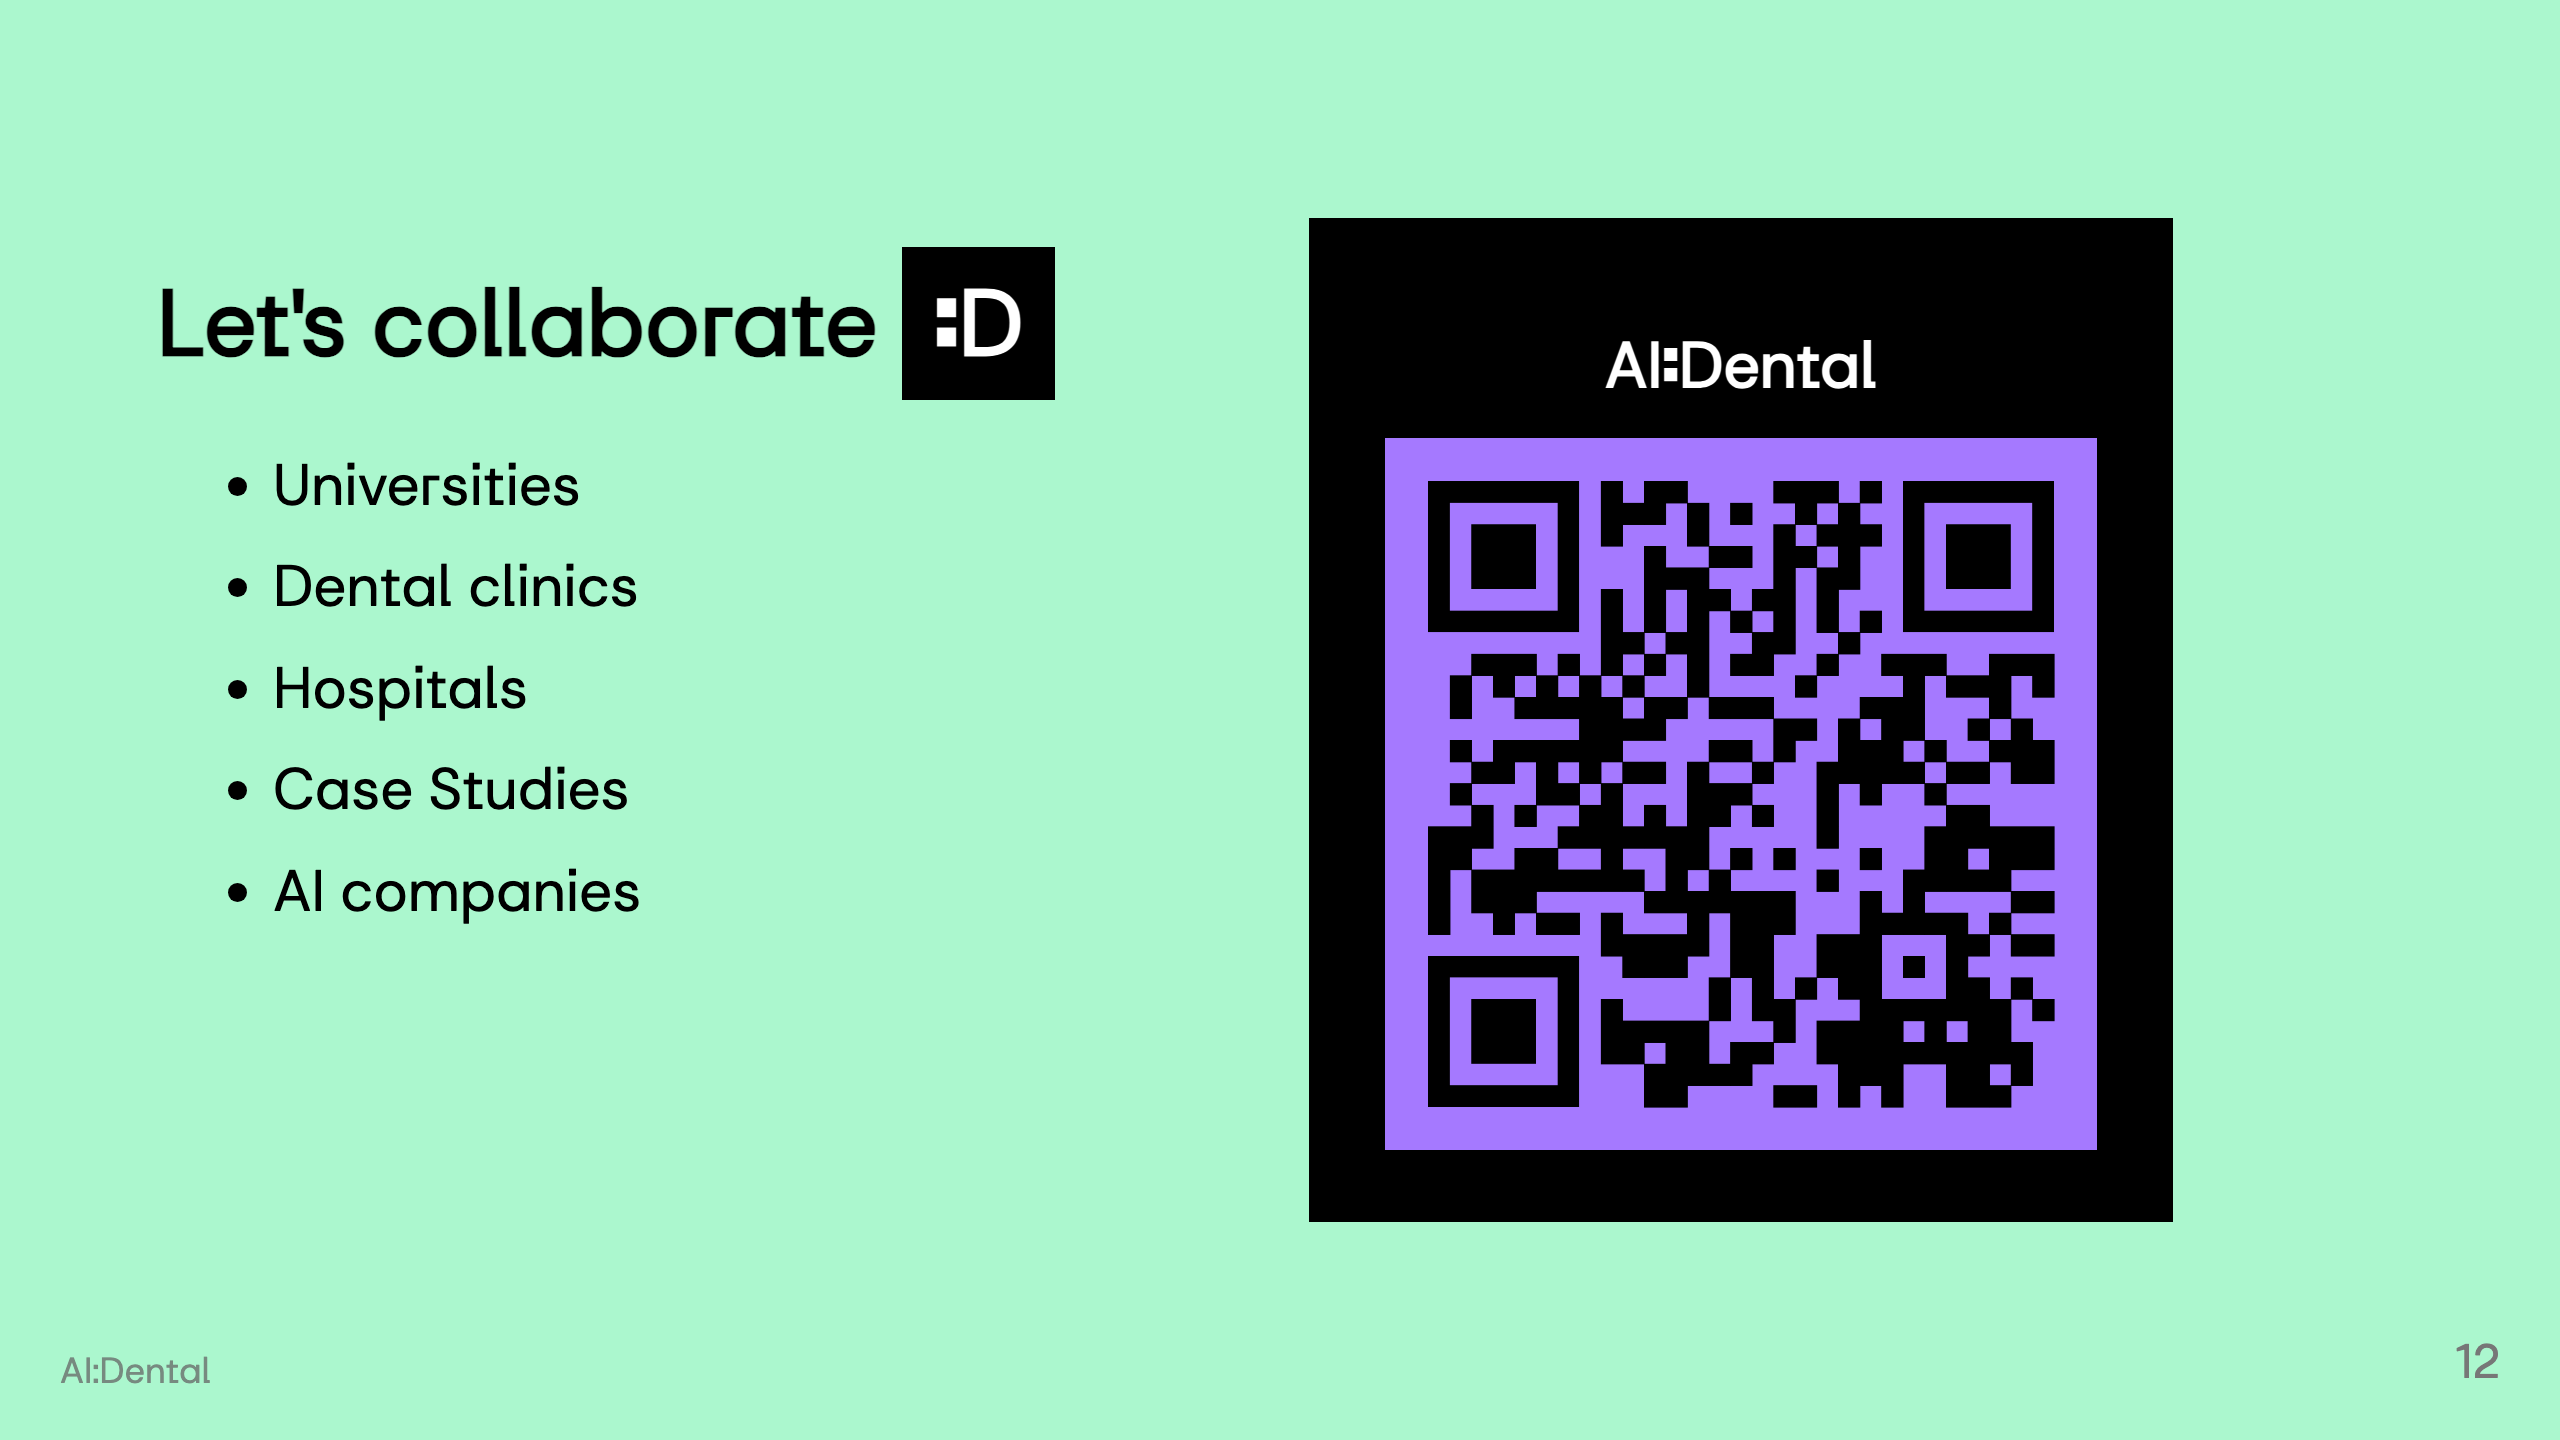 Let's collaborate :D
• Universities
• Dental clinics
• Hospitals
• Case Studies
• AI companies
AI:Dental
AI:Dental
12